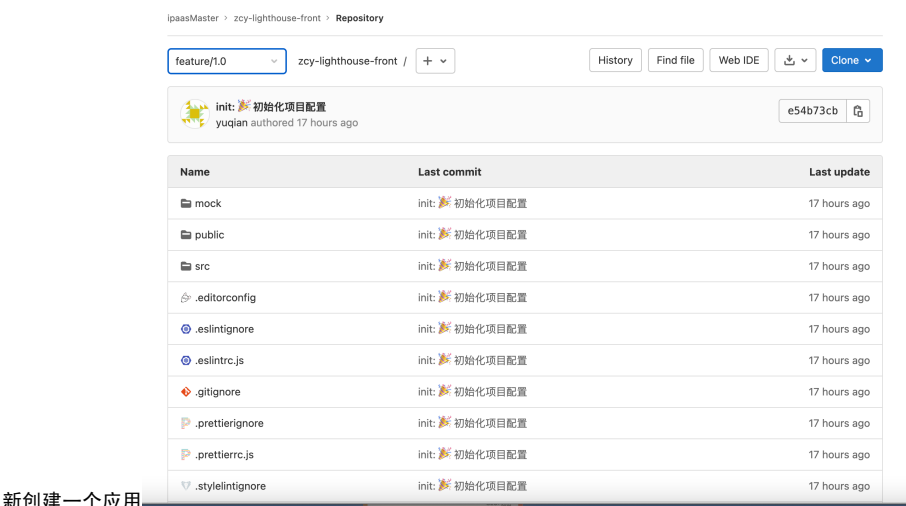 ipaasMaster > zcy-lighthouse-front > Repository
feature/1.0 zcy-lighthouse-front / + History Find file Web IDE Clone
init: 🎉 初始化项目配置
yuqian authored 17 hours ago
e54b73cb
Name Last commit Last update
mock init: 🎉 初始化项目配置 17 hours ago
public init: 🎉 初始化项目配置 17 hours ago
src init: 🎉 初始化项目配置 17 hours ago
.editorconfig init: 🎉 初始化项目配置 17 hours ago
.eslintignore init: 🎉 初始化项目配置 17 hours ago
.eslintrc.js init: 🎉 初始化项目配置 17 hours ago
.gitignore init: 🎉 初始化项目配置 17 hours ago
.prettierignore init: 🎉 初始化项目配置 17 hours ago
.prettierrc.js init: 🎉 初始化项目配置 17 hours ago
.stylelintignore init: 🎉 初始化项目配置 17 hours ago
新创建一个应用